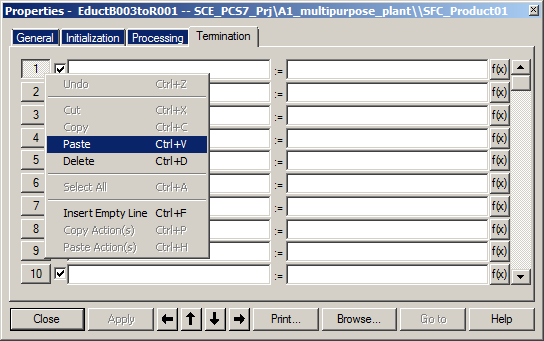 Properties - EductB003toR001 -- SCE_PCS7_Prj\A1_multipurpose_plant\\SFC_Product01
General Initialization Processing Termination
1 := f(x)
2 := f(x)
3 := f(x)
4 := f(x)
5 := f(x)
6 := f(x)
7 := f(x)
8 := f(x)
9 := f(x)
10 := f(x)
Undo Ctrl+Z
Cut Ctrl+X
Copy Ctrl+C
Paste Ctrl+V
Delete Ctrl+D
Select All Ctrl+A
Insert Empty Line Ctrl+F
Copy Action(s) Ctrl+P
Paste Action(s) Ctrl+H
Close Apply Print... Browse... Go to Help